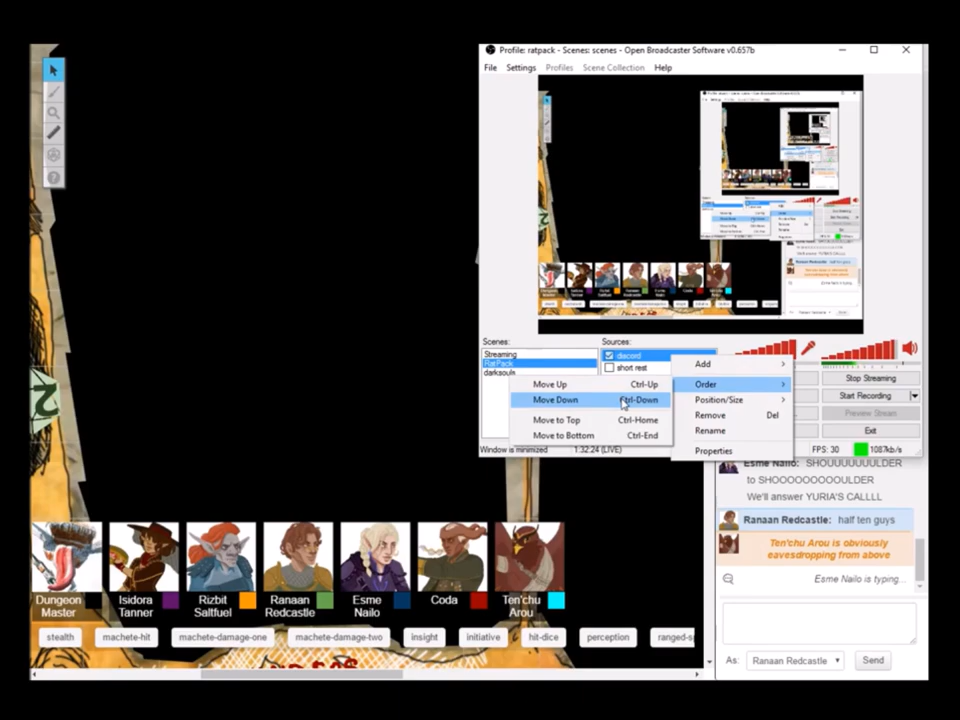 Profile: ratpack - Scenes: scenes - Open Broadcaster Software v0.657b
File Settings Profiles Scene Collection Help
Scenes:
Streaming
RatPack
darksouls
Sources:
discord
short rest
Add
Order
Position/Size
Remove Del
Rename
Properties
Move Up Ctrl-Up
Move Down Ctrl-Down
Move to Top Ctrl-Home
Move to Bottom Ctrl-End
Stop Streaming
Start Recording
Preview Stream
Exit
Window is minimized 1:32:24 (LIVE) FPS: 30 1087kb/s
Esme Nailo: SHOUUUUUUULDER
to SHOOOOOOOOOULDER
We'll answer YURIA'S CALLLL
Ranaan Redcastle: half ten guys
Ten'chu Arou is obviously
eavesdropping from above
Esme Nailo is typing...
As: Ranaan Redcastle Send
Dungeon Master
Isidora Tanner
Rizbit Saltfuel
Ranaan Redcastle
Esme Nailo
Coda
Ten'chu Arou
stealth machete-hit machete-damage-one machete-damage-two insight initiative hit-dice perception ranged-s